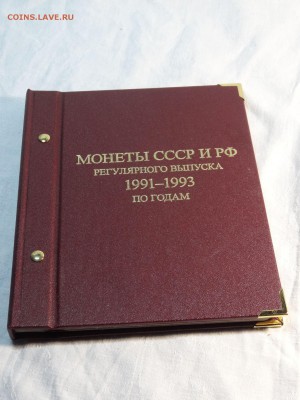 COINS.LAVE.RU
МОНЕТЫ СССР И РФ
РЕГУЛЯРНОГО ВЫПУСКА
1991–1993
ПО ГОДАМ